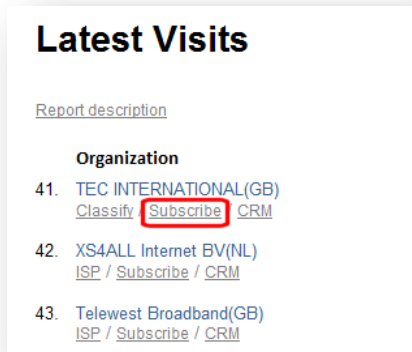 Latest Visits
Report description
Organization
41. TEC INTERNATIONAL(GB)
Classify / Subscribe / CRM
42. XS4ALL Internet BV(NL)
ISP / Subscribe / CRM
43. Telewest Broadband(GB)
ISP / Subscribe / CRM